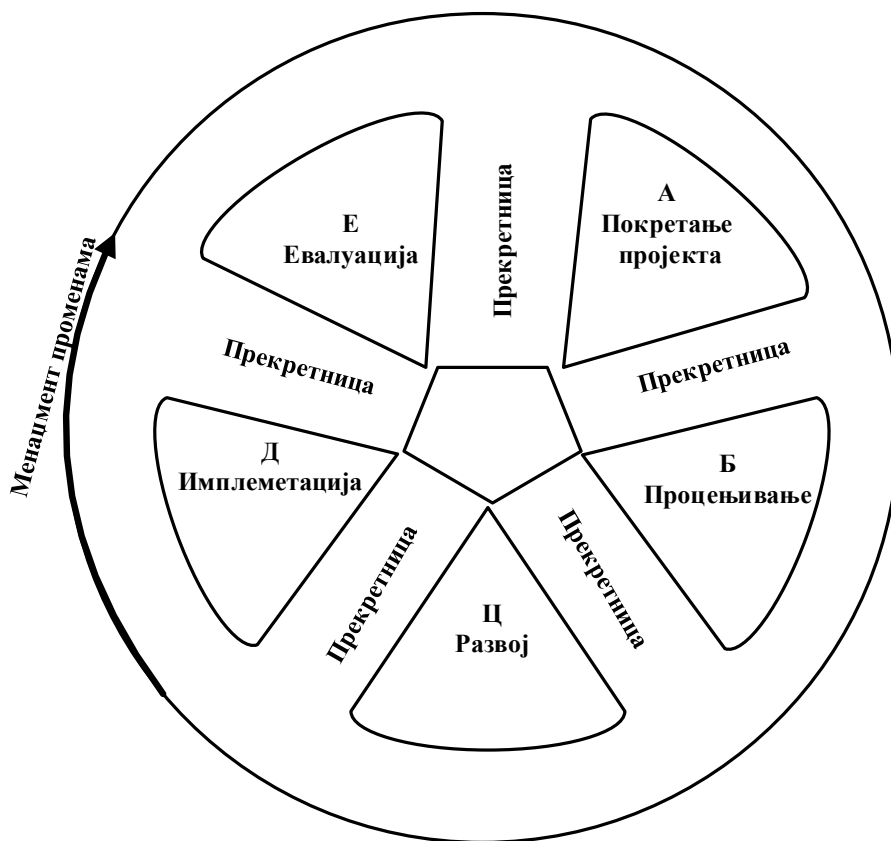 А
Покретање
пројекта
Прекретница
Б
Процењивање
Прекретница
Ц
Развој
Прекретница
Д
Имплеметација
Прекретница
Е
Евалуација
Прекретница
Менаџмент променама